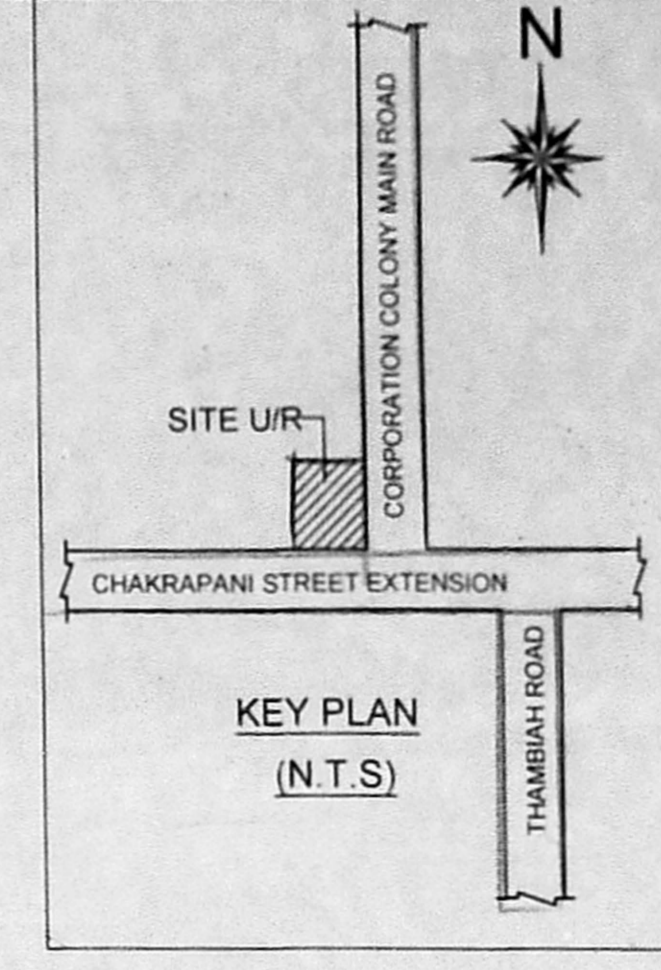 N
CORPORATION COLONY MAIN ROAD
SITE U/R
CHAKRAPANI STREET EXTENSION
KEY PLAN
(N.T.S)
THAMBIAH ROAD